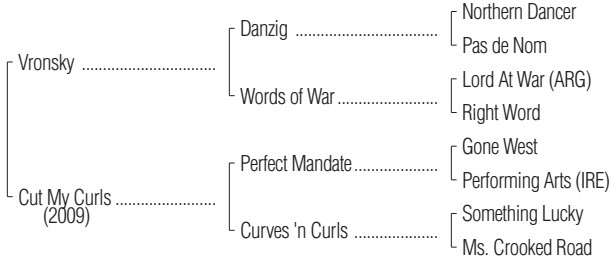 Northern Dancer
Danzig ..................................
Pas de Nom
Vronsky ...............................
Lord At War (ARG)
Words of War........................
Right Word
Gone West
Perfect Mandate....................
Performing Arts (IRE)
Cut My Curls .......................
(2009)
Something Lucky
Curves 'n Curls ....................
Ms. Crooked Road